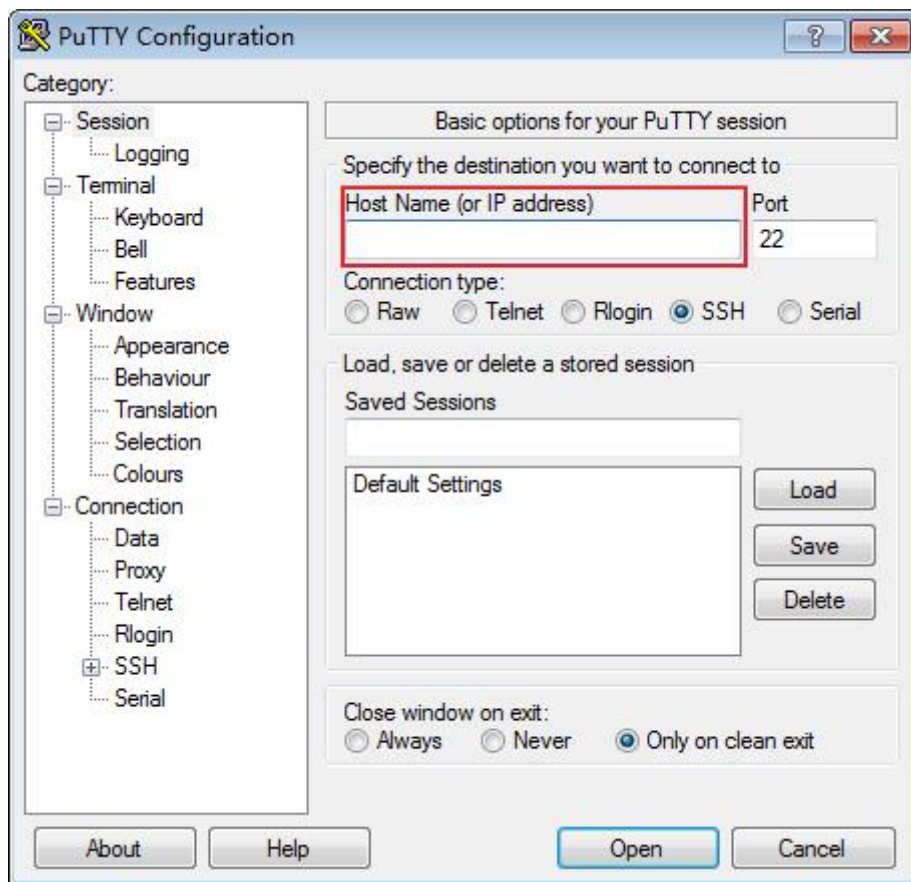 PuTTY Configuration
Category:
Session
Logging
Terminal
Keyboard
Bell
Features
Window
Appearance
Behaviour
Translation
Selection
Colours
Connection
Data
Proxy
Telnet
Rlogin
SSH
Serial
Basic options for your PuTTY session
Specify the destination you want to connect to
Host Name (or IP address) Port
22
Connection type:
Raw Telnet Rlogin SSH Serial
Load, save or delete a stored session
Saved Sessions
Default Settings
Load
Save
Delete
Close window on exit:
Always Never Only on clean exit
About Help Open Cancel